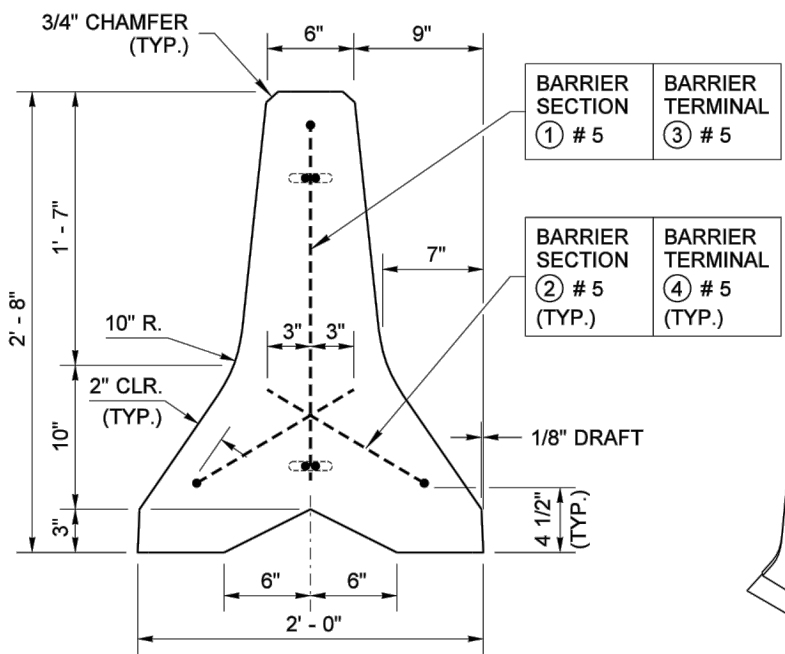 3/4" CHAMFER
(TYP.)
6"
9"
BARRIER
SECTION
① # 5
BARRIER
TERMINAL
③ # 5
1' - 7"
2' - 8"
7"
BARRIER
SECTION
② # 5
(TYP.)
BARRIER
TERMINAL
④ # 5
(TYP.)
10" R.
3"
3"
2" CLR.
(TYP.)
10"
1/8" DRAFT
3"
4 1/2"
(TYP.)
6"
6"
2' - 0"